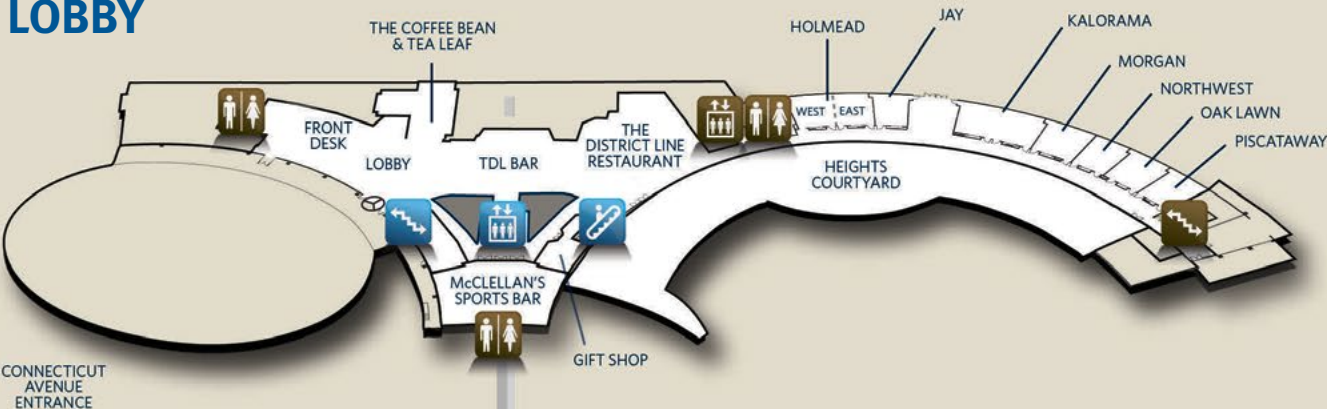 LOBBY
THE COFFEE BEAN
& TEA LEAF
HOLMEAD
JAY
KALORAMA
MORGAN
NORTHWEST
OAK LAWN
PISCATAWAY
WEST
EAST
FRONT
DESK
LOBBY
TDL BAR
THE
DISTRICT LINE
RESTAURANT
HEIGHTS
COURTYARD
McCLELLAN'S
SPORTS BAR
GIFT SHOP
CONNECTICUT
AVENUE
ENTRANCE